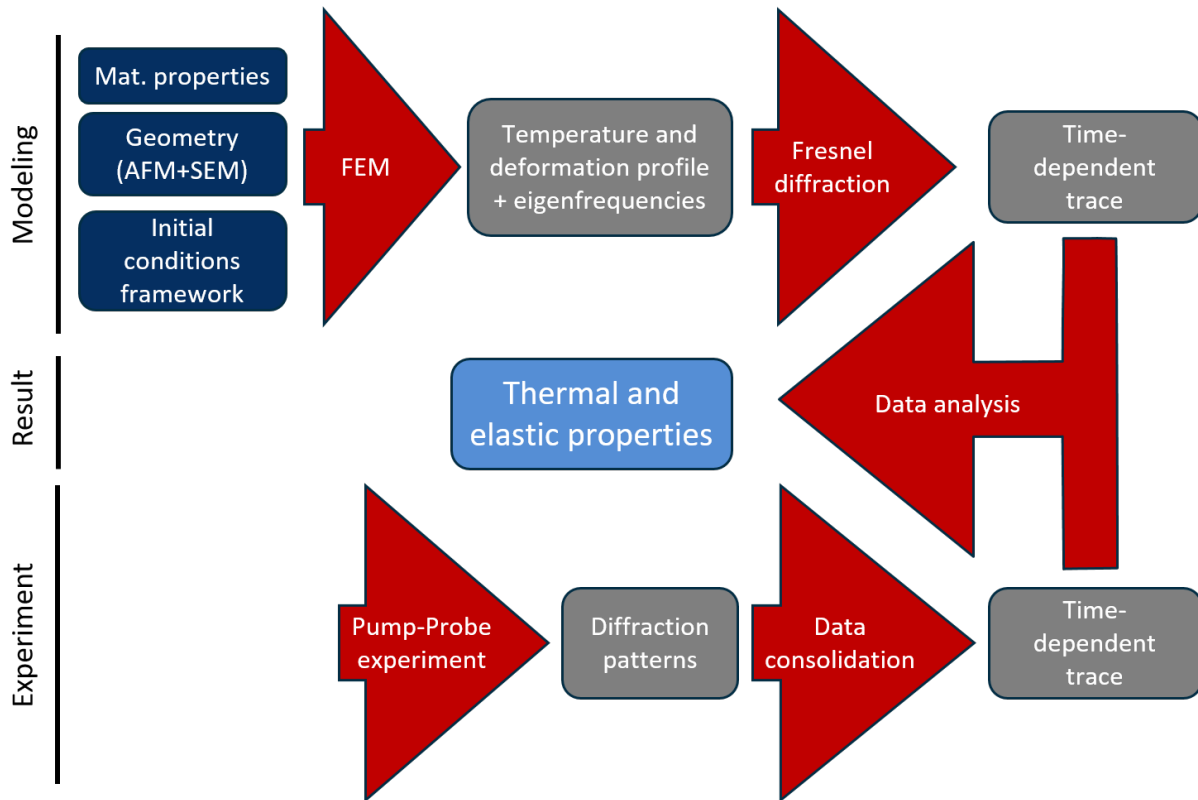 Modeling
Mat. properties
Geometry
(AFM+SEM)
Initial
conditions
framework
FEM
Temperature and
deformation profile
+ eigenfrequencies
Fresnel
diffraction
Time-
dependent
trace
Result
Thermal and
elastic properties
Data analysis
Experiment
Pump-Probe
experiment
Diffraction
patterns
Data
consolidation
Time-
dependent
trace